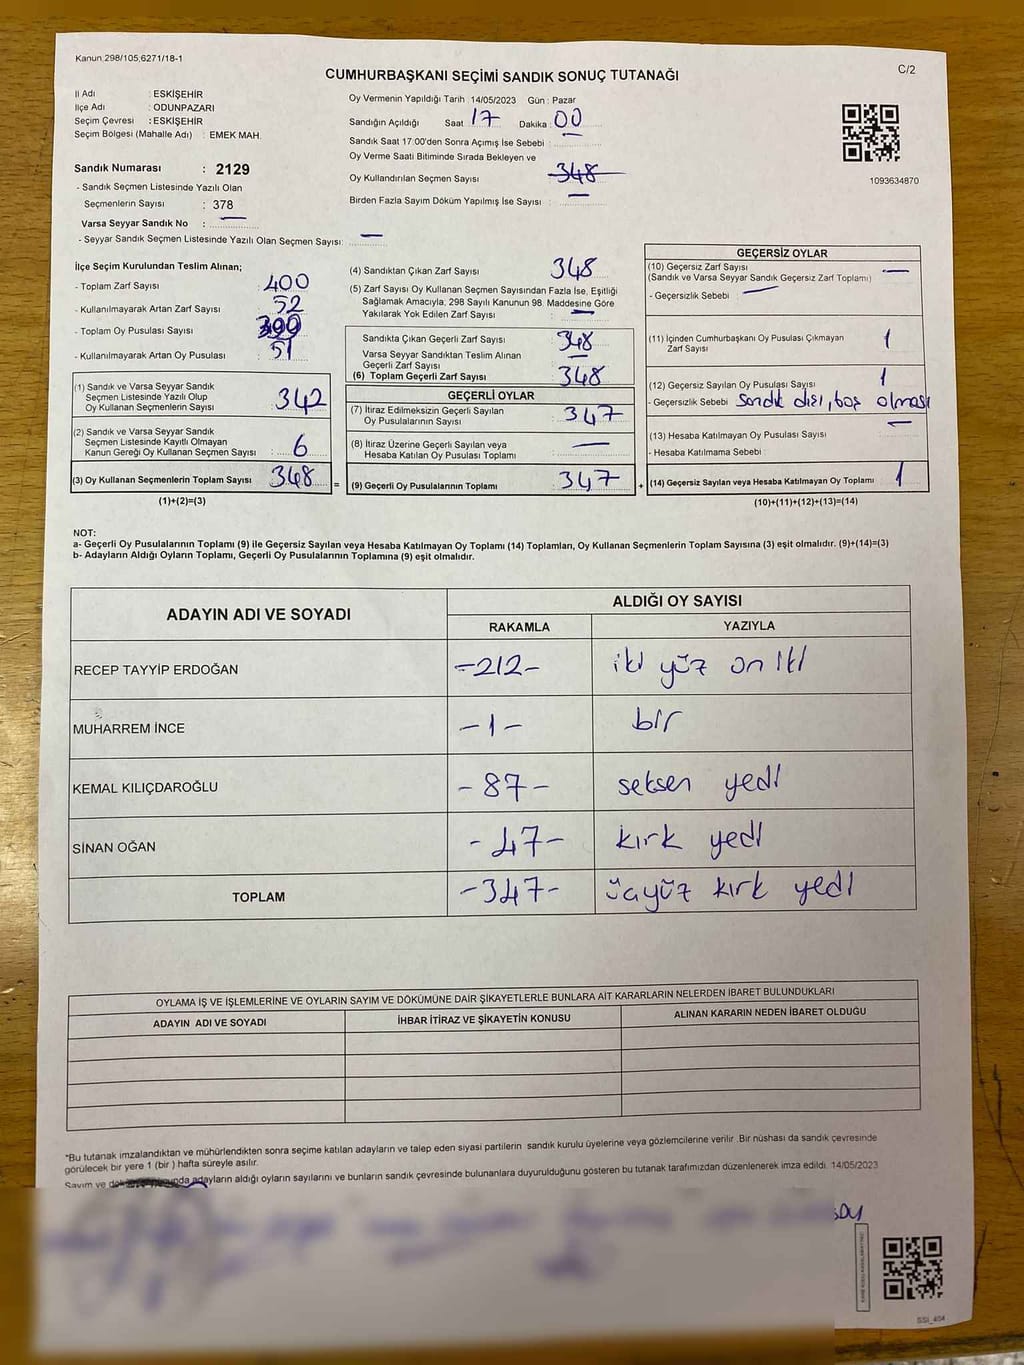 Kanun 298/105;6271/18-1
C/2
CUMHURBAŞKANI SEÇİMİ SANDIK SONUÇ TUTANAĞI
İl Adı : ESKİŞEHİR
İlçe Adı : ODUNPAZARI
Seçim Çevresi : ESKİŞEHİR
Seçim Bölgesi (Mahalle Adı) : EMEK MAH.
Sandık Numarası : 2129
- Sandık Seçmen Listesinde Yazılı Olan
Seçmenlerin Sayısı : 378
Varsa Seyyar Sandık No : —
- Seyyar Sandık Seçmen Listesinde Yazılı Olan Seçmen Sayısı: —
Oy Vermenin Yapıldığı Tarih 14/05/2023 Gün : Pazar
Sandığın Açıldığı Saat 17 Dakika 00
Sandık Saat 17:00'den Sonra Açımış İse Sebebi : —
Oy Verme Saati Bitiminde Sırada Bekleyen ve
Oy Kullandırılan Seçmen Sayısı 348
Birden Fazla Sayım Döküm Yapılmış İse Sayısı : —
1093634870
İlçe Seçim Kurulundan Teslim Alınan;
- Toplam Zarf Sayısı : 400
- Kullanılmayarak Artan Zarf Sayısı : 52
- Toplam Oy Pusulası Sayısı : 399
- Kullanılmayarak Artan Oy Pusulası : 51
(1) Sandık ve Varsa Seyyar Sandık
Seçmen Listesinde Yazılı Olup
Oy Kullanan Seçmenlerin Sayısı : 342
(2) Sandık ve Varsa Seyyar Sandık
Seçmen Listesinde Kayıtlı Olmayan
Kanun Gereği Oy Kullanan Seçmen Sayısı : 6
(3) Oy Kullanan Seçmenlerin Toplam Sayısı : 348 =
(1)+(2)=(3)
(4) Sandıktan Çıkan Zarf Sayısı 348
(5) Zarf Sayısı Oy Kullanan Seçmen Sayısından Fazla İse, Eşitliği
Sağlamak Amacıyla; 298 Sayılı Kanunun 98. Maddesine Göre
Yakılarak Yok Edilen Zarf Sayısı : —
Sandıkta Çıkan Geçerli Zarf Sayısı : 348
Varsa Seyyar Sandıktan Teslim Alınan
Geçerli Zarf Sayısı : —
(6) Toplam Geçerli Zarf Sayısı : 348
GEÇERLİ OYLAR
(7) İtiraz Edilmeksizin Geçerli Sayılan
Oy Pusulalarının Sayısı : 347
(8) İtiraz Üzerine Geçerli Sayılan veya
Hesaba Katılan Oy Pusulası Toplamı : —
(9) Geçerli Oy Pusulalarının Toplamı : 347 +
GEÇERSİZ OYLAR
(10) Geçersiz Zarf Sayısı : —
(Sandık ve Varsa Seyyar Sandık Geçersiz Zarf Toplamı)
- Geçersizlik Sebebi : —
(11) İçinden Cumhurbaşkanı Oy Pusulası Çıkmayan
Zarf Sayısı : 1
(12) Geçersiz Sayılan Oy Pusulası Sayısı : 1
- Geçersizlik Sebebi Sandık dışı, boş olması
(13) Hesaba Katılmayan Oy Pusulası Sayısı : —
- Hesaba Katılmama Sebebi :
(14) Geçersiz Sayılan veya Hesaba Katılmayan Oy Toplamı : 1
(10)+(11)+(12)+(13)=(14)
NOT:
a- Geçerli Oy Pusulalarının Toplamı (9) ile Geçersiz Sayılan veya Hesaba Katılmayan Oy Toplamı (14) Toplamları, Oy Kullanan Seçmenlerin Toplam Sayısına (3) eşit olmalıdır. (9)+(14)=(3)
b- Adayların Aldığı Oyların Toplamı, Geçerli Oy Pusulalarının Toplamına (9) eşit olmalıdır.
ADAYIN ADI VE SOYADI
ALDIĞI OY SAYISI
RAKAMLA YAZIYLA
RECEP TAYYİP ERDOĞAN -212- iki yüz on iki
MUHARREM İNCE -1- bir
KEMAL KILIÇDAROĞLU -87- seksen yedi
SİNAN OĞAN -47- kırk yedi
TOPLAM -347- üçyüz kırk yedi
OYLAMA İŞ VE İŞLEMLERİNE VE OYLARIN SAYIM VE DÖKÜMÜNE DAİR ŞİKAYETLERLE BUNLARA AİT KARARLARIN NELERDEN İBARET BULUNDUKLARI
ADAYIN ADI VE SOYADI İHBAR İTİRAZ VE ŞİKAYETİN KONUSU ALINAN KARARIN NEDEN İBARET OLDUĞU
*Bu tutanak imzalandıktan ve mühürlendikten sonra seçime katılan adayların ve talep eden siyasi partilerin sandık kurulu üyelerine veya gözlemcilerine verilir. Bir nüshası da sandık çevresinde
görülecek bir yere 1 (bir ) hafta süreyle asılır.
Sayım ve adayların aldığı oyların sayılarını ve bunların sandık çevresinde bulunanlara duyurulduğunu gösteren bu tutanak tarafımızdan düzenlenerek imza edildi. 14/05/2023